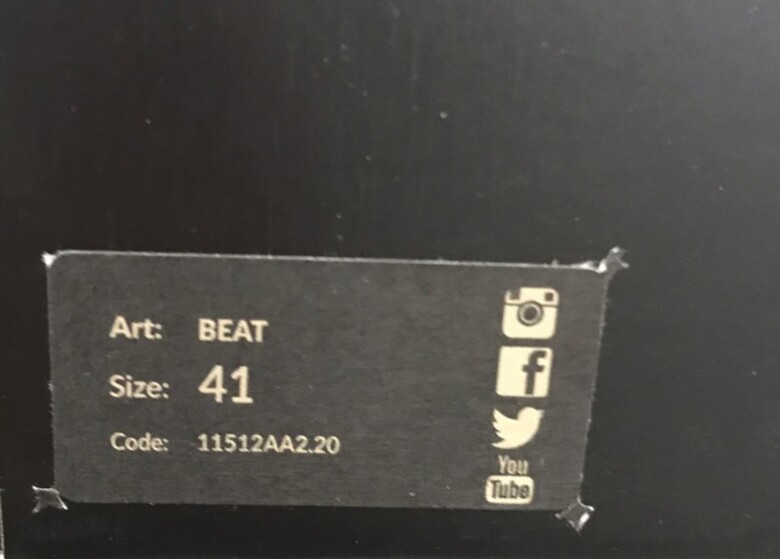 Art: BEAT
Size: 41
Code: 11512AA2.20
f
You
Tube